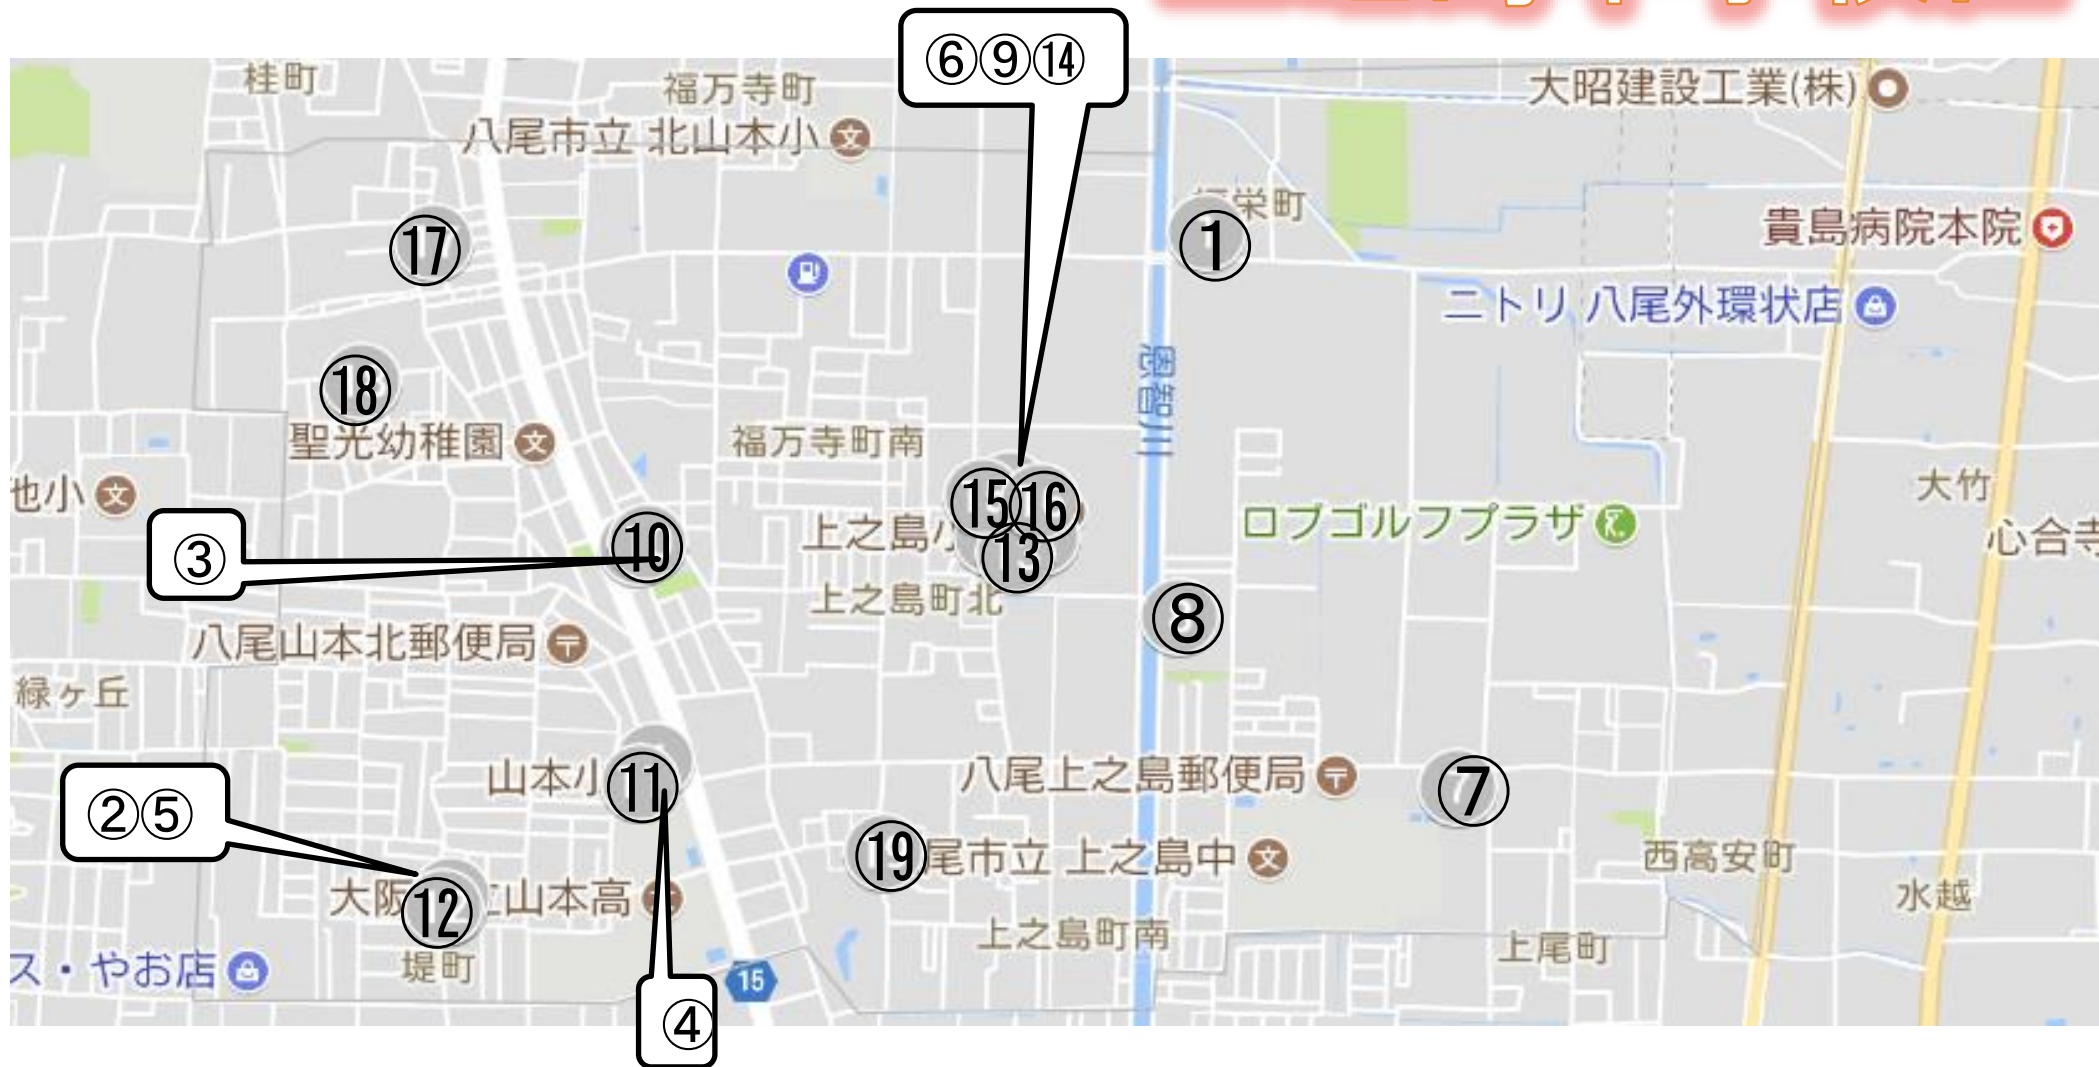 ⑥⑨⑭
桂町
福万寺町
大昭建設工業(株)
八尾市立 北山本小
栄町
①
貴島病院本院
⑰
ニトリ 八尾外環状店
恩智川
⑱
聖光幼稚園
福万寺町南
大竹
池小
⑮⑯
上之島小
ロブゴルフプラザ
心合寺
③
⑩
⑬
上之島町北
⑧
八尾山本北郵便局
緑ヶ丘
山本小
⑪
八尾上之島郵便局
⑦
②⑤
⑲
尾市立 上之島中
西高安町
大阪
⑫
立山本高
水越
上之島町南
上尾町
ス・やお店
堤町
15
④